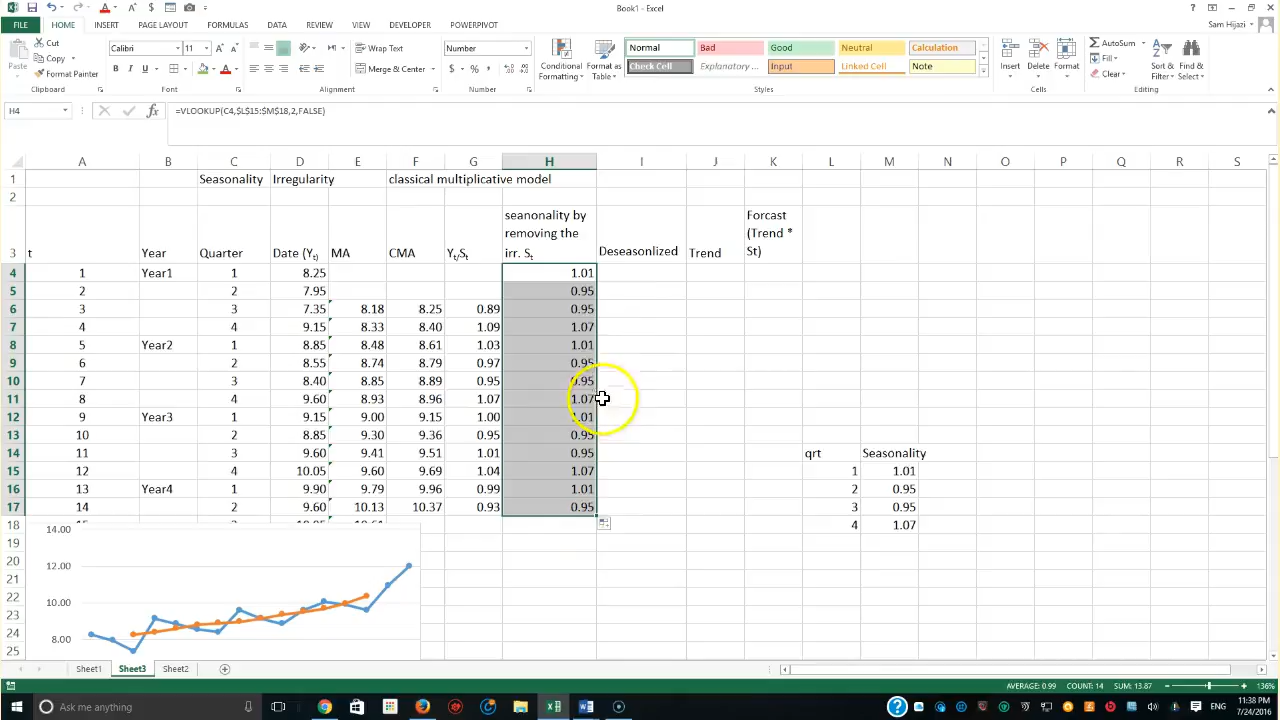 Book1 - Excel
FILE HOME INSERT PAGE LAYOUT FORMULAS DATA REVIEW VIEW DEVELOPER POWERPIVOT Sam Hijazi
Cut
Copy
Format Painter
Paste
Clipboard
Calibri 11
B I U
Font
Wrap Text
Merge & Center
Alignment
Number
$ % ,
Number
Conditional Formatting
Format as Table
Normal Bad Good Neutral Calculation
Check Cell Explanatory ... Input Linked Cell Note
Styles
Insert Delete Format
Cells
AutoSum
Fill
Clear
Sort & Filter
Find & Select
Editing
H4 fx =VLOOKUP(C4,$L$15:$M$18,2,FALSE)
A B C D E F G H I J K L M N O P Q R S
1 Seasonality Irregularity classical multiplicative model
2
3 t Year Quarter Date (Yt) MA CMA Yt/St seanonality by removing the irr. St Deseasonlized Trend Forcast (Trend * St)
4 1 Year1 1 8.25 1.01
5 2 2 7.95 0.95
6 3 3 7.35 8.18 8.25 0.89 0.95
7 4 4 9.15 8.33 8.40 1.09 1.07
8 5 Year2 1 8.85 8.48 8.61 1.03 1.01
9 6 2 8.55 8.74 8.79 0.97 0.95
10 7 3 8.40 8.85 8.89 0.95 0.95
11 8 4 9.60 8.93 8.96 1.07 1.07
12 9 Year3 1 9.15 9.00 9.15 1.00 1.01
13 10 2 8.85 9.30 9.36 0.95 0.95
14 11 3 9.60 9.41 9.51 1.01 0.95 qrt Seasonality
15 12 4 10.05 9.60 9.69 1.04 1.07 1 1.01
16 13 Year4 1 9.90 9.79 9.96 0.99 1.01 2 0.95
17 14 2 9.60 10.13 10.37 0.93 0.95 3 0.95
18 4 1.07
19
20
21
22
23
24
25
14.00
12.00
10.00
8.00
Sheet1 Sheet3 Sheet2
AVERAGE: 0.99 COUNT: 14 SUM: 13.87 136%
Ask me anything
11:38 PM
7/24/2016